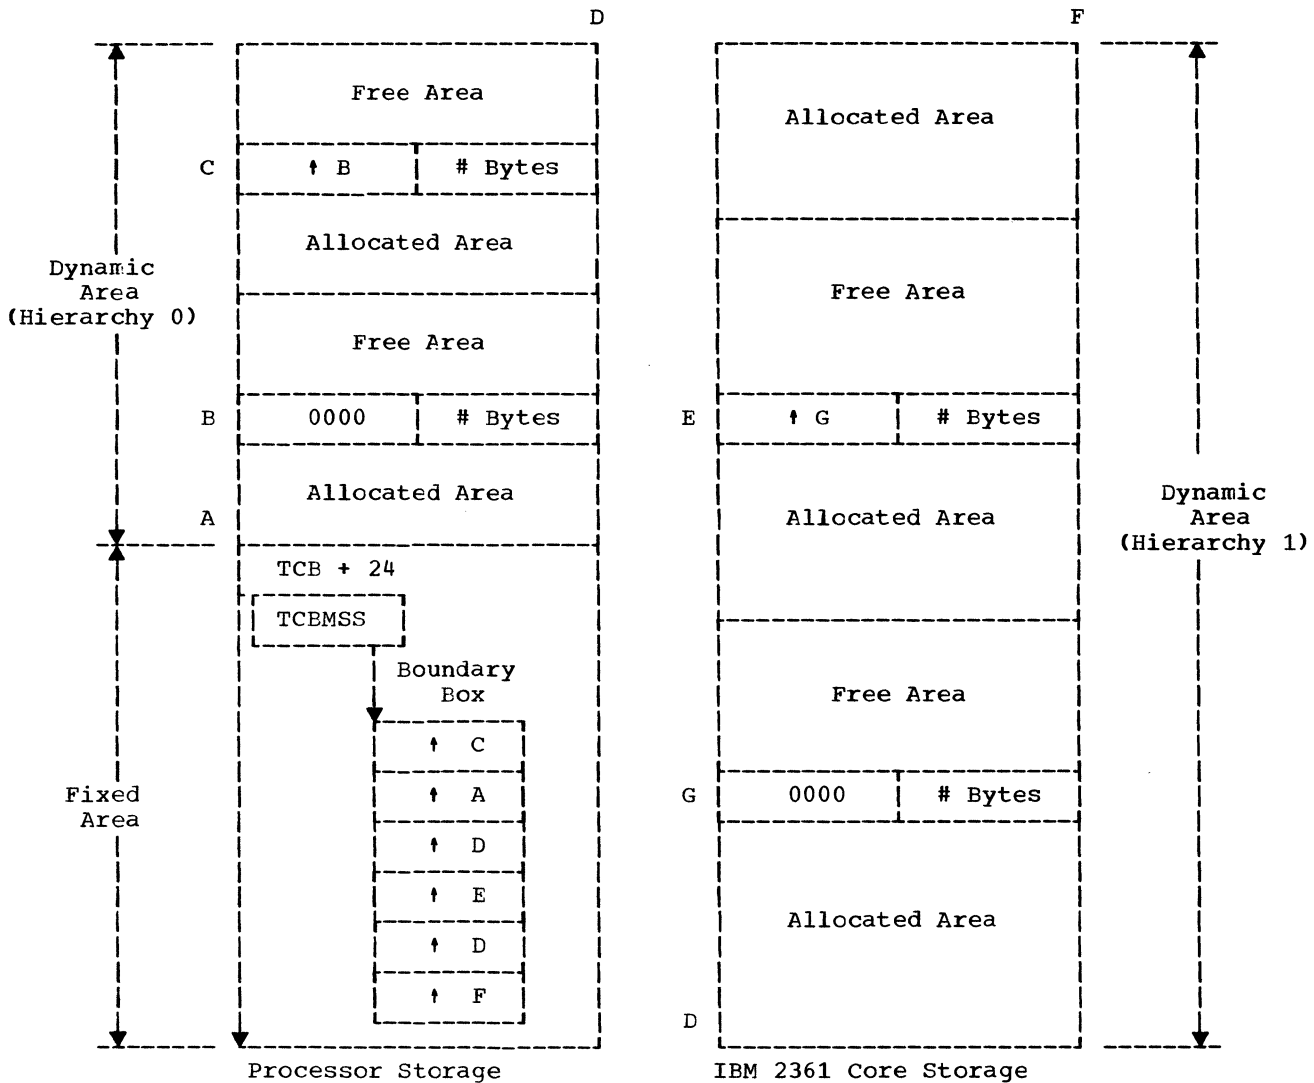 D
F
Free Area
Allocated Area
C
↑ B
# Bytes
Allocated Area
Dynamic
Area
(Hierarchy 0)
Free Area
Free Area
B
0000
# Bytes
E
↑ G
# Bytes
Allocated Area
A
Allocated Area
Dynamic
Area
(Hierarchy 1)
TCB + 24
TCBMSS
Boundary
Box
Free Area
↑ C
↑ A
↑ D
↑ E
↑ D
↑ F
Fixed
Area
G
0000
# Bytes
Allocated Area
D
Processor Storage
IBM 2361 Core Storage